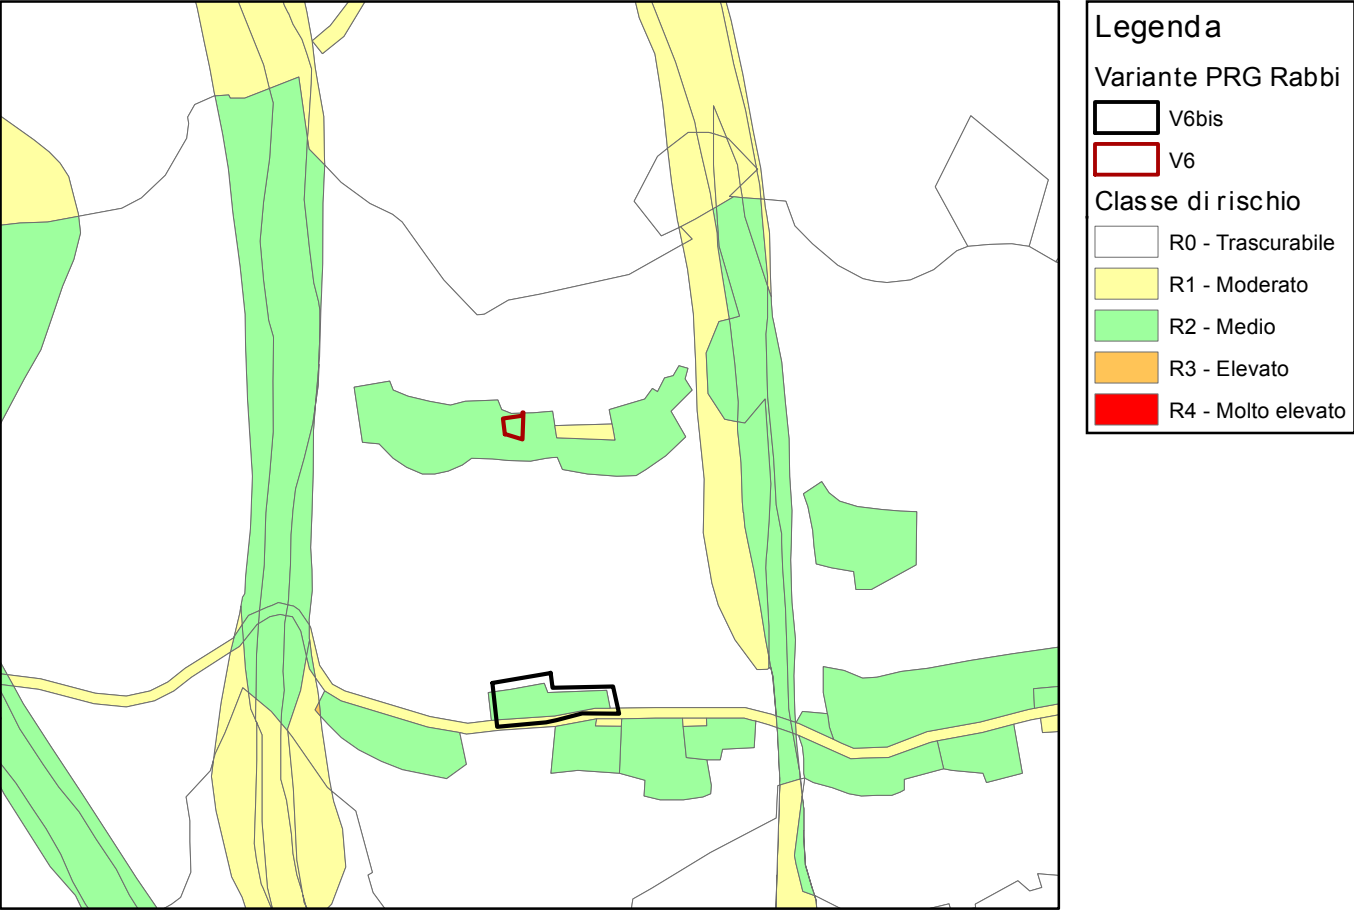 Legenda
Variante PRG Rabbi
V6bis
V6
Classe di rischio
R0 - Trascurabile
R1 - Moderato
R2 - Medio
R3 - Elevato
R4 - Molto elevato